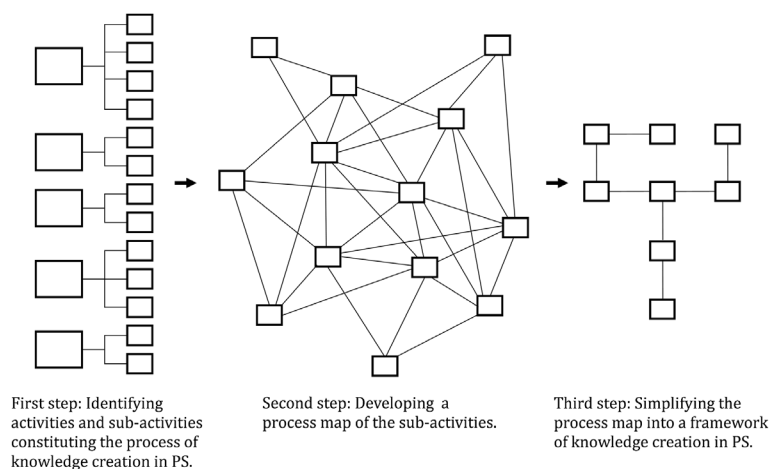 First step: Identifying
activities and sub-activities
constituting the process of
knowledge creation in PS.
Second step: Developing a
process map of the sub-activities.
Third step: Simplifying the
process map into a framework
of knowledge creation in PS.